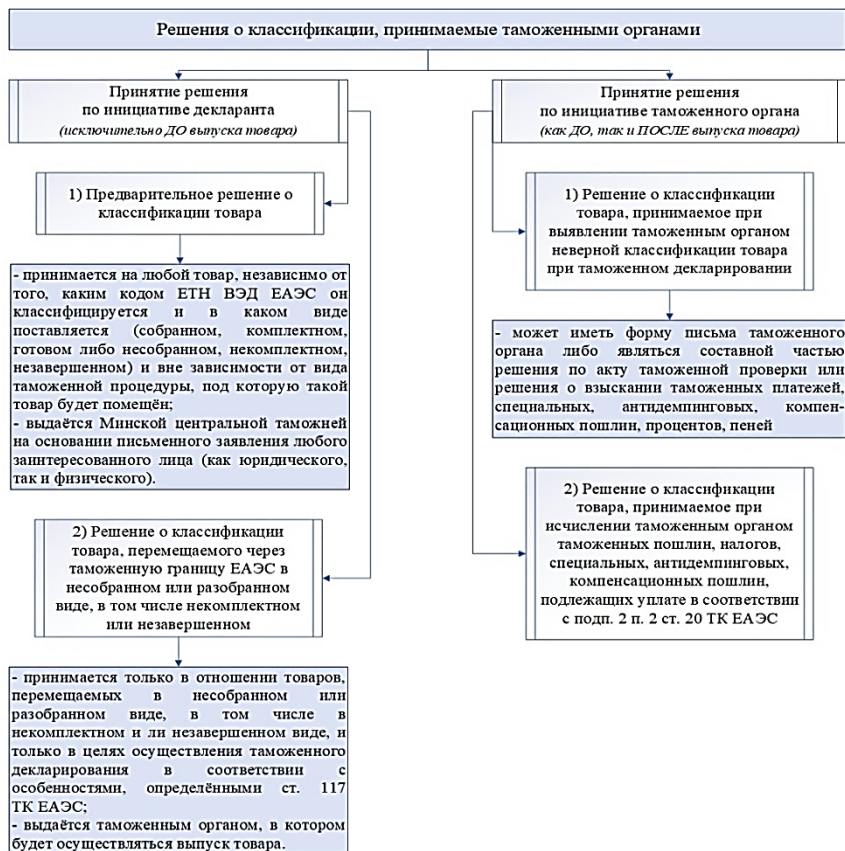 Решения о классификации, принимаемые таможенными органами
Принятие решения
по инициативе декларанта
(исключительно ДО выпуска товара)
1) Предварительное решение о
классификации товара
- принимается на любой товар, независимо от
того, каким кодом ЕТН ВЭД ЕАЭС он
классифицируется и в каком виде
поставляется (собранном, комплектном,
готовом либо несобранном, некомплектном,
незавершенном) и вне зависимости от вида
таможенной процедуры, под которую такой
товар будет помещён;
- выдаётся Минской центральной таможней
на основании письменного заявления любого
заинтересованного лица (как юридического,
так и физического).
2) Решение о классификации
товара, перемещаемого через
таможенную границу ЕАЭС в
несобранном или разобранном
виде, в том числе некомплектном
или незавершенном
- принимается только в отношении товаров,
перемещаемых в несобранном или
разобранном виде, в том числе в
некомплектном и ли незавершенном виде, и
только в целях осуществления таможенного
декларирования в соответствии с
особенностями, определёнными ст. 117
ТК ЕАЭС;
- выдаётся таможенным органом, в котором
будет осуществляться выпуск товара.
Принятие решения
по инициативе таможенного органа
(как ДО, так и ПОСЛЕ выпуска товара)
1) Решение о классификации
товара, принимаемое при
выявлении таможенным органом
неверной классификации товара
при таможенном декларировании
- может иметь форму письма таможенного
органа либо являться составной частью
решения по акту таможенной проверки или
решения о взыскании таможенных платежей,
специальных, антидемпинговых, компен-
сационных пошлин, процентов, пеней
2) Решение о классификации
товара, принимаемое при
исчислении таможенным органом
таможенных пошлин, налогов,
специальных, антидемпинговых,
компенсационных пошлин,
подлежащих уплате в соответствии
с подп. 2 п. 2 ст. 20 ТК ЕАЭС